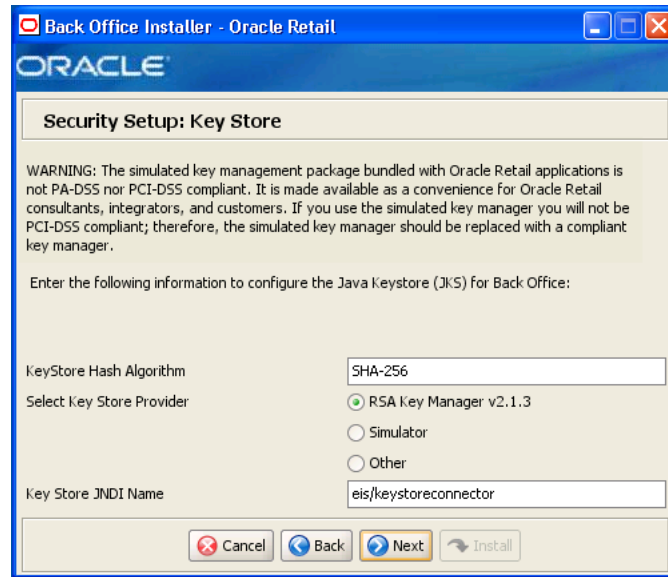 Back Office Installer - Oracle Retail
ORACLE
Security Setup: Key Store
WARNING: The simulated key management package bundled with Oracle Retail applications is
not PA-DSS nor PCI-DSS compliant. It is made available as a convenience for Oracle Retail
consultants, integrators, and customers. If you use the simulated key manager you will not be
PCI-DSS compliant; therefore, the simulated key manager should be replaced with a compliant
key manager.
Enter the following information to configure the Java Keystore (JKS) for Back Office:
KeyStore Hash Algorithm SHA-256
Select Key Store Provider RSA Key Manager v2.1.3
Simulator
Other
Key Store JNDI Name eis/keystoreconnector
Cancel Back Next Install